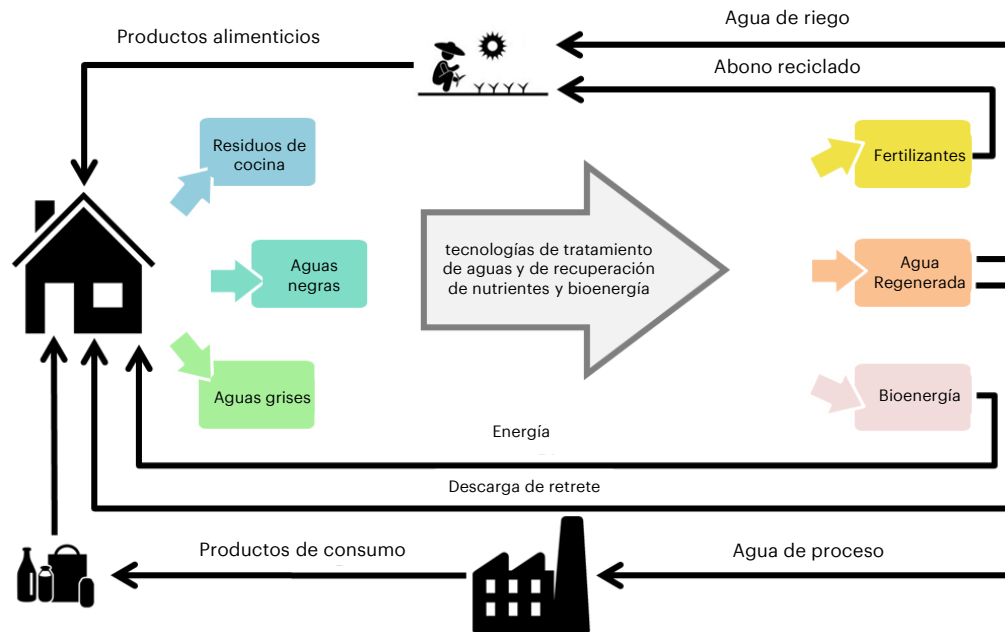 Agua de riego
Productos alimenticios
Abono reciclado
Residuos de
cocina
Fertilizantes
tecnologías de tratamiento
de aguas y de recuperación
de nutrientes y bioenergía
Aguas
negras
Agua
Regenerada
Aguas grises
Bioenergía
Energía
Descarga de retrete
Productos de consumo
Agua de proceso